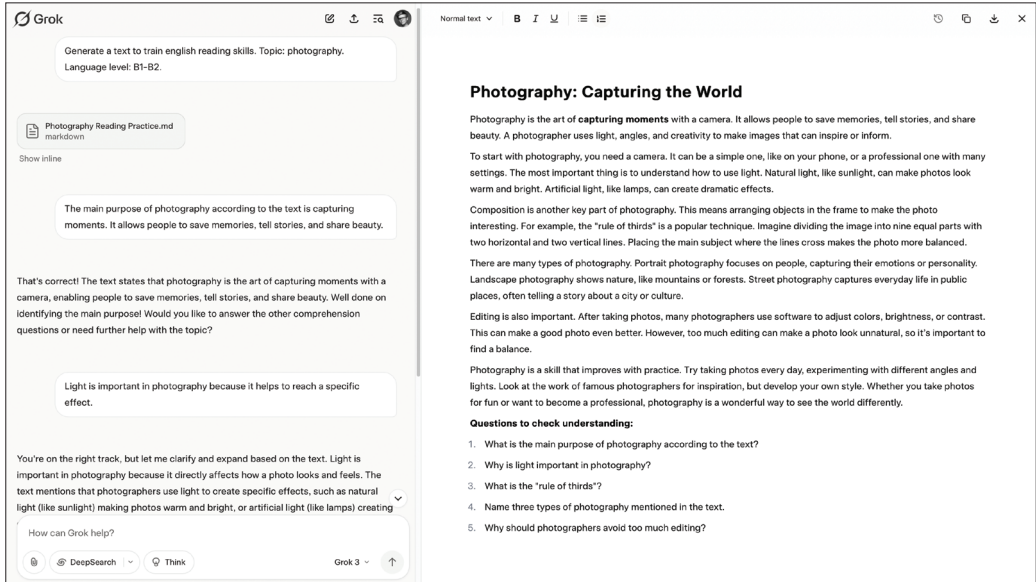 Grok
Generate a text to train english reading skills. Topic: photography.
Language level: B1-B2.
Photography Reading Practice.md
markdown
Show inline
The main purpose of photography according to the text is capturing
moments. It allows people to save memories, tell stories, and share beauty.
That's correct! The text states that photography is the art of capturing moments with a
camera, enabling people to save memories, tell stories, and share beauty. Well done on
identifying the main purpose! Would you like to answer the other comprehension
questions or need further help with the topic?
Light is important in photography because it helps to reach a specific
effect.
You're on the right track, but let me clarify and expand based on the text. Light is
important in photography because it directly affects how a photo looks and feels. The
text mentions that photographers use light to create specific effects, such as natural
light (like sunlight) making photos warm and bright, or artificial light (like lamps) creating
How can Grok help?
DeepSearch
Think
Grok 3
Normal text
B I U
Photography: Capturing the World
Photography is the art of capturing moments with a camera. It allows people to save memories, tell stories, and share
beauty. A photographer uses light, angles, and creativity to make images that can inspire or inform.
To start with photography, you need a camera. It can be a simple one, like on your phone, or a professional one with many
settings. The most important thing is to understand how to use light. Natural light, like sunlight, can make photos look
warm and bright. Artificial light, like lamps, can create dramatic effects.
Composition is another key part of photography. This means arranging objects in the frame to make the photo
interesting. For example, the "rule of thirds" is a popular technique. Imagine dividing the image into nine equal parts with
two horizontal and two vertical lines. Placing the main subject where the lines cross makes the photo more balanced.
There are many types of photography. Portrait photography focuses on people, capturing their emotions or personality.
Landscape photography shows nature, like mountains or forests. Street photography captures everyday life in public
places, often telling a story about a city or culture.
Editing is also important. After taking photos, many photographers use software to adjust colors, brightness, or contrast.
This can make a good photo even better. However, too much editing can make a photo look unnatural, so it's important to
find a balance.
Photography is a skill that improves with practice. Try taking photos every day, experimenting with different angles and
lights. Look at the work of famous photographers for inspiration, but develop your own style. Whether you take photos
for fun or want to become a professional, photography is a wonderful way to see the world differently.
Questions to check understanding:
1. What is the main purpose of photography according to the text?
2. Why is light important in photography?
3. What is the "rule of thirds"?
4. Name three types of photography mentioned in the text.
5. Why should photographers avoid too much editing?